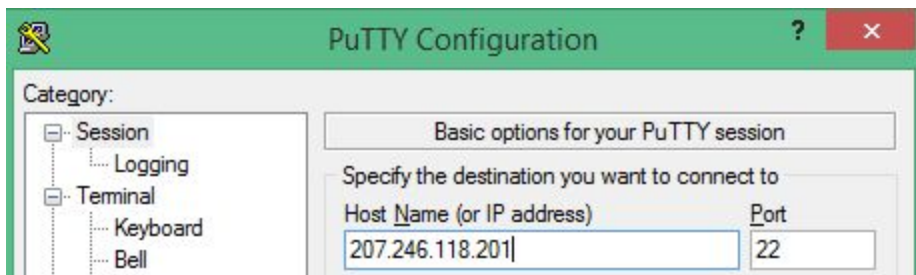 PuTTY Configuration
?
×
Category:
Session
Logging
Terminal
Keyboard
Bell
Basic options for your PuTTY session
Specify the destination you want to connect to
Host Name (or IP address) Port
207.246.118.201 22